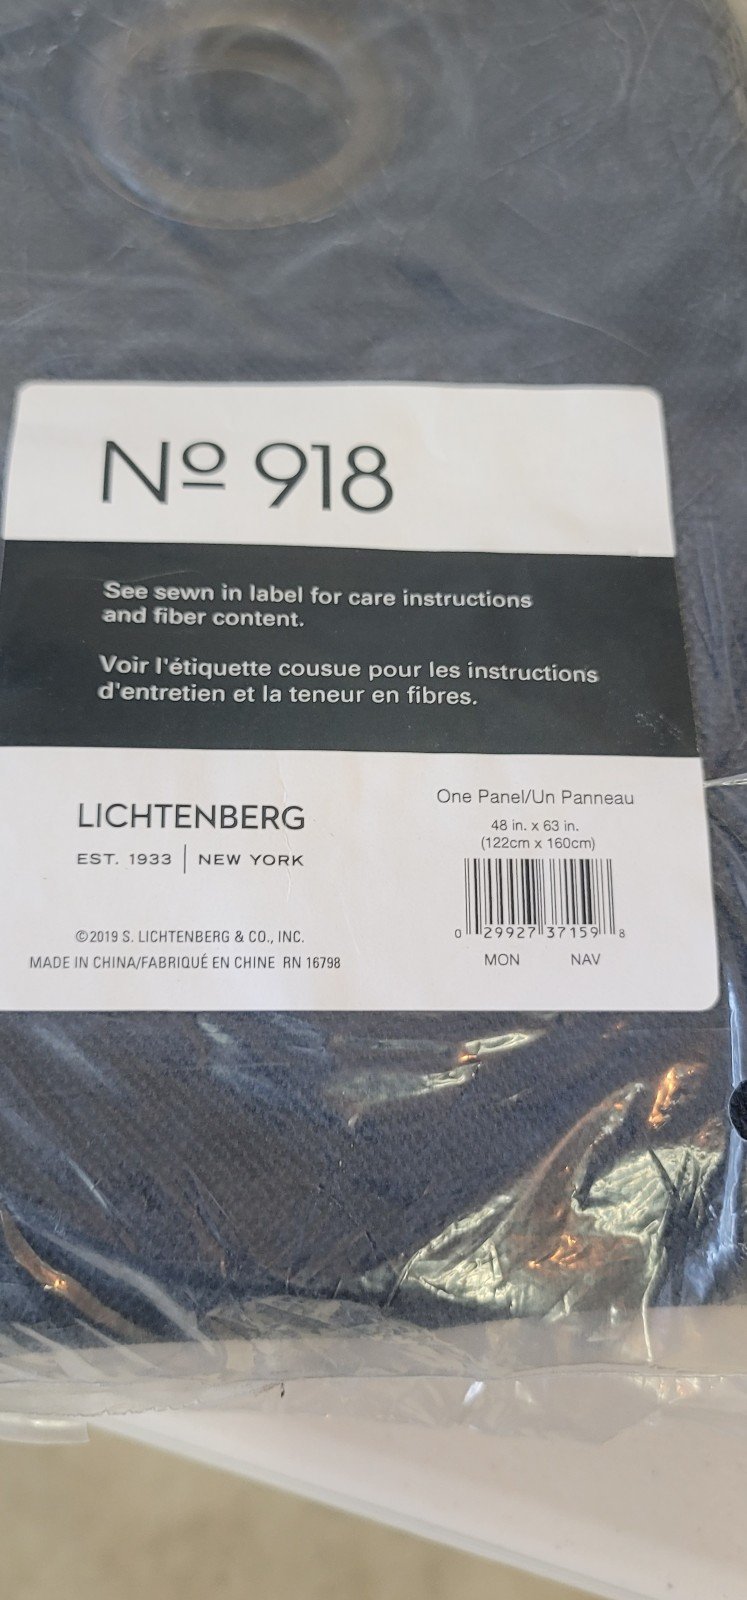 Nº 918
See sewn in label for care instructions
and fiber content.
Voir l'étiquette cousue pour les instructions
d'entretien et la teneur en fibres.
LICHTENBERG
EST. 1933 | NEW YORK
©2019 S. LICHTENBERG & CO., INC.
MADE IN CHINA/FABRIQUÉ EN CHINE RN 16798
One Panel/Un Panneau
48 in. x 63 in.
(122cm x 160cm)
0 29927 37159 8
MON NAV